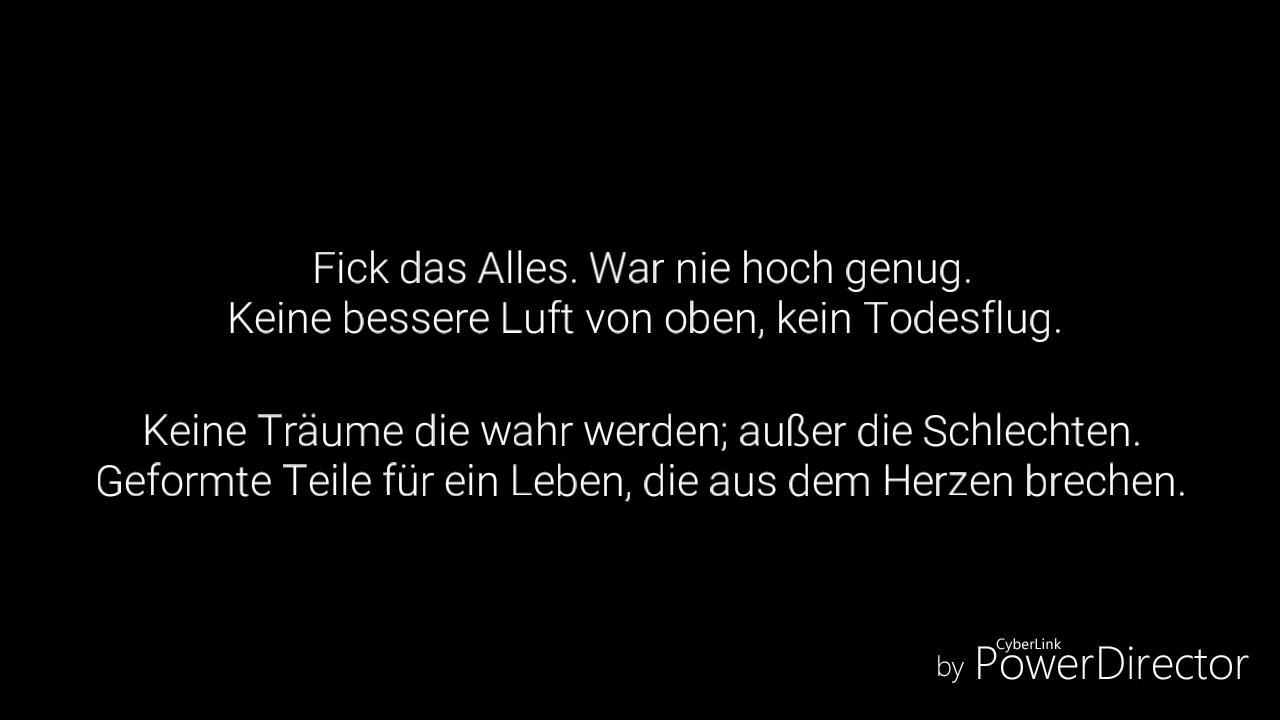 Fick das Alles. War nie hoch genug.
Keine bessere Luft von oben, kein Todesflug.
Keine Träume die wahr werden; außer die Schlechten.
Geformte Teile für ein Leben, die aus dem Herzen brechen.
CyberLink
by PowerDirector